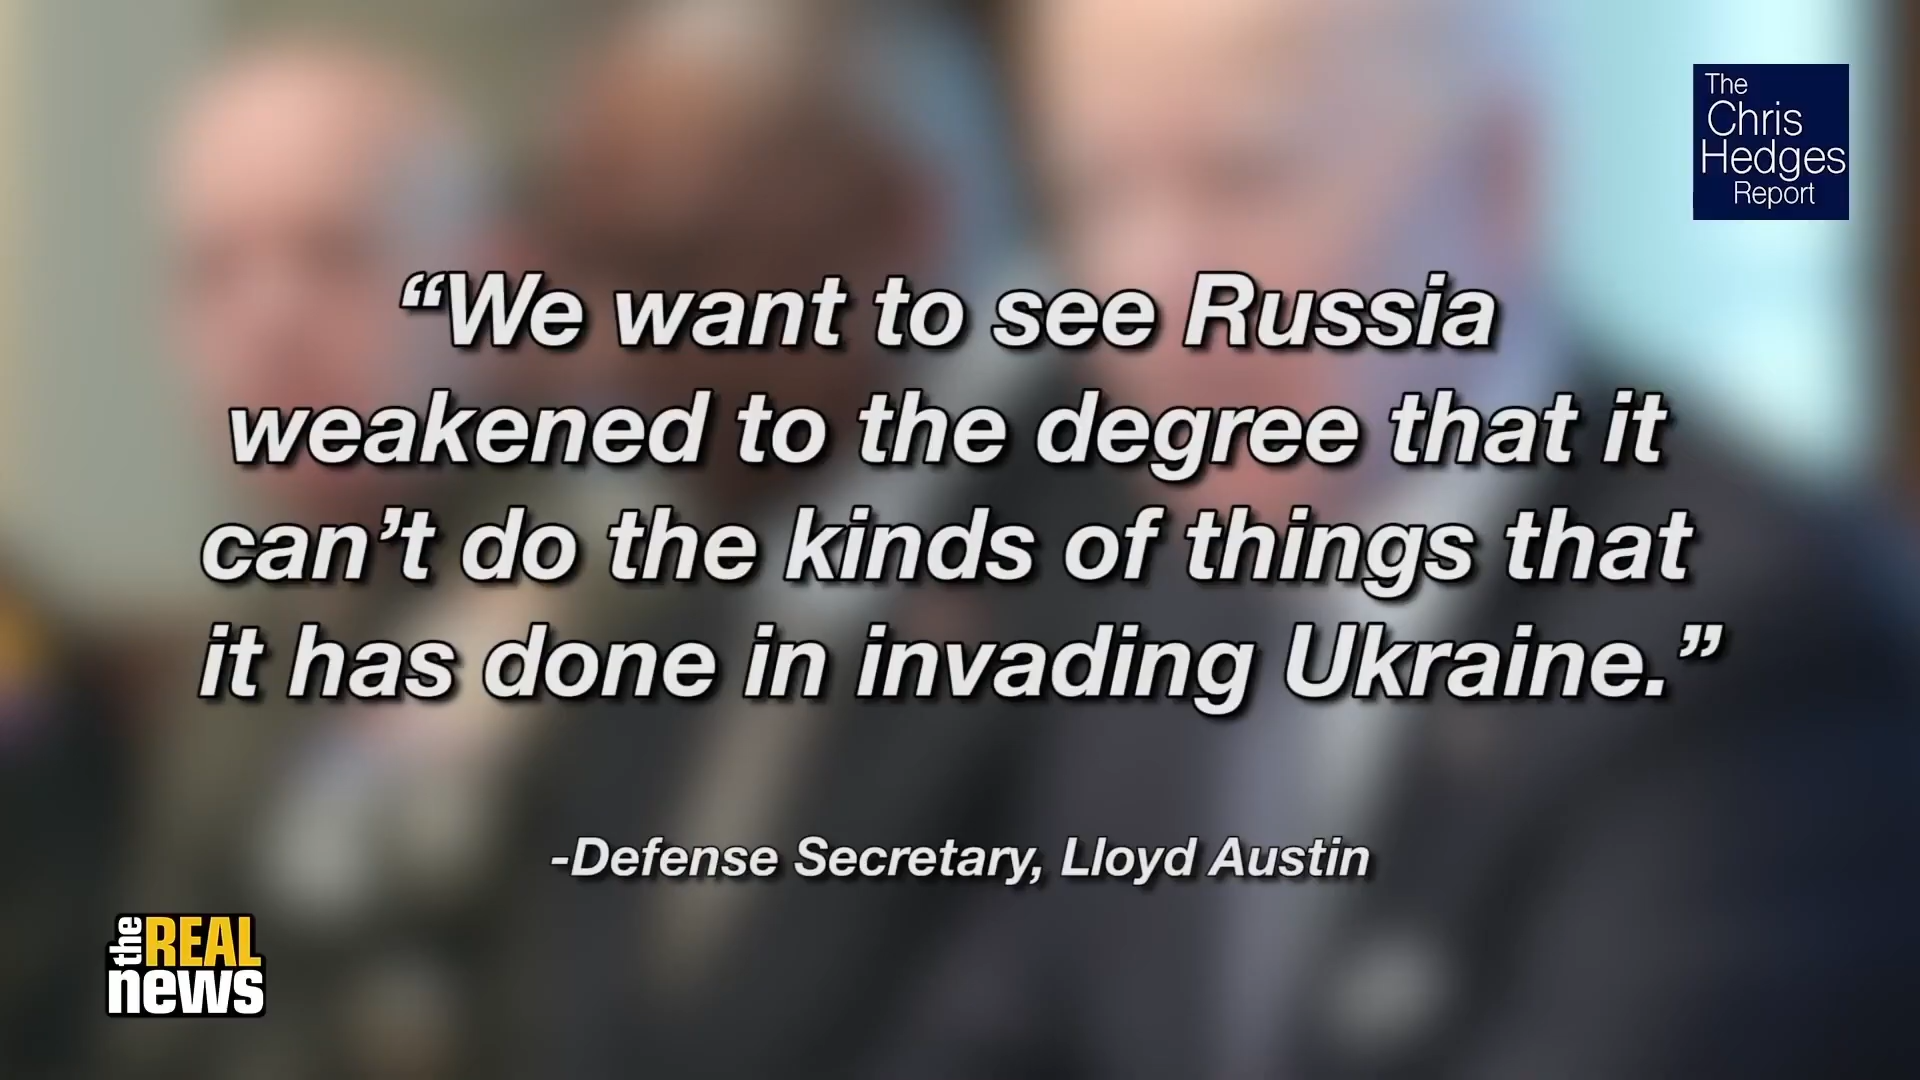 The
Chris
Hedges
Report
“We want to see Russia
weakened to the degree that it
can’t do the kinds of things that
it has done in invading Ukraine.”
-Defense Secretary, Lloyd Austin
the REAL
news